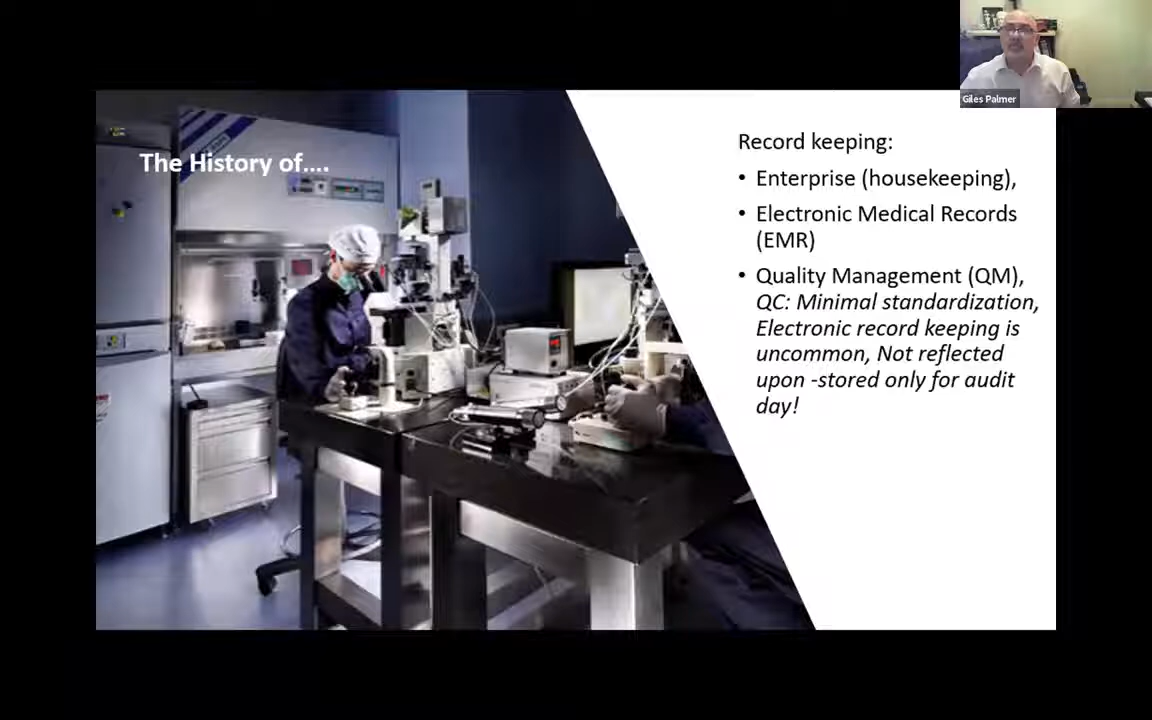 Giles Palmer
The History of....
Record keeping:
• Enterprise (housekeeping),
• Electronic Medical Records
(EMR)
• Quality Management (QM),
QC: Minimal standardization,
Electronic record keeping is
uncommon, Not reflected
upon -stored only for audit
day!